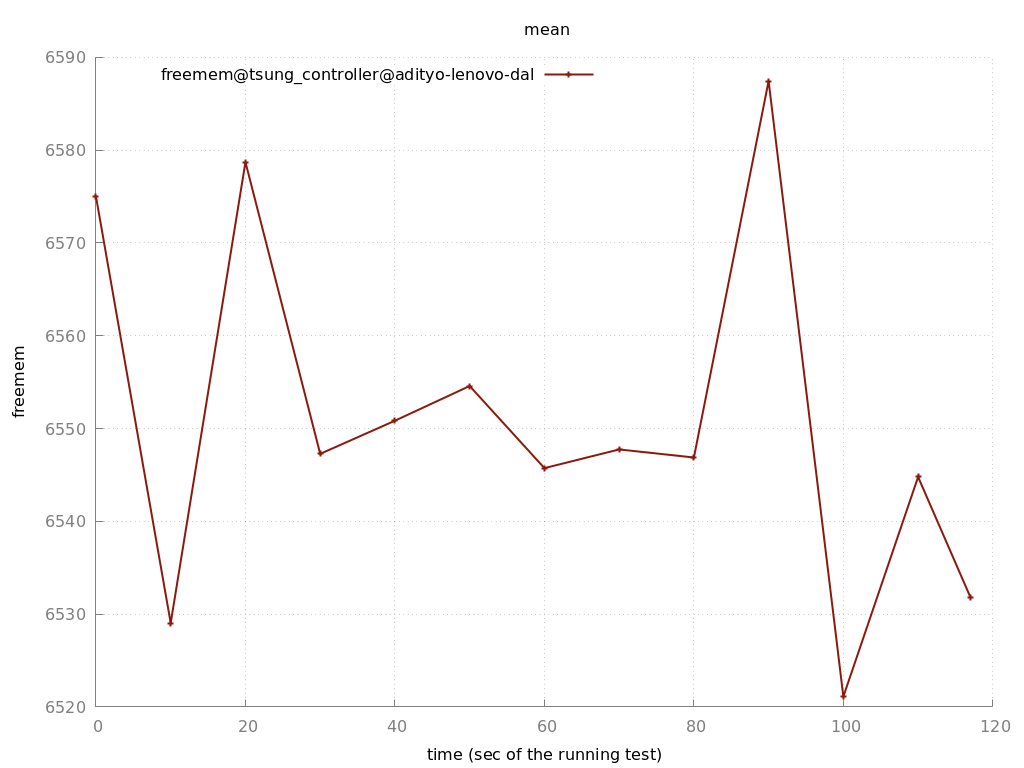 mean
freemem@tsung_controller@adityo-lenovo-dal
6590
6580
6570
6560
6550
6540
6530
6520
freemem
0 20 40 60 80 100 120
time (sec of the running test)